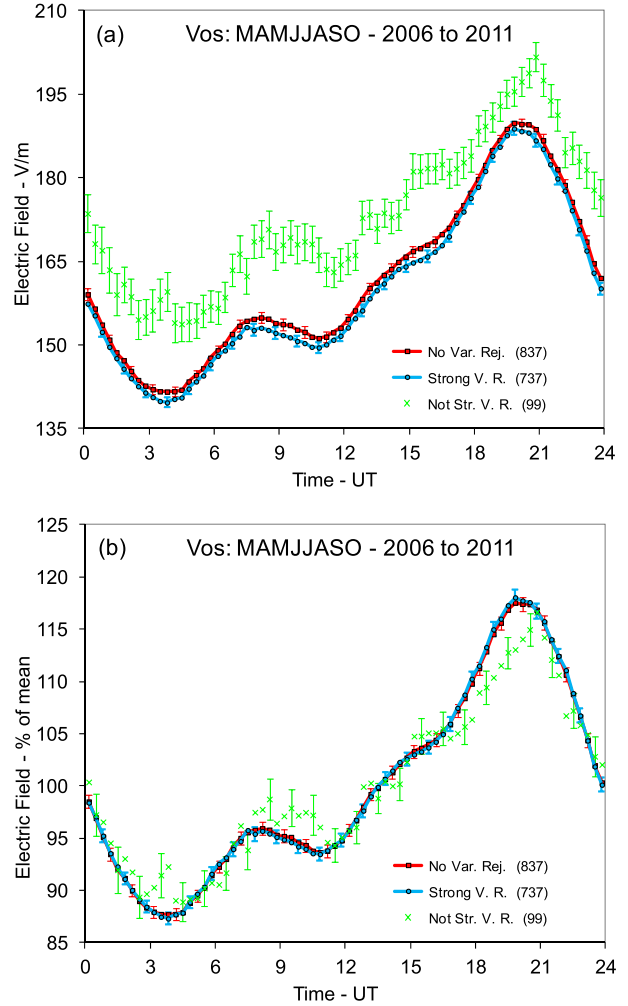 (a) Vos: MAMJJASO - 2006 to 2011
210
195
180
165
150
135
Electric Field - V/m
No Var. Rej. (837)
Strong V. R. (737)
Not Str. V. R. (99)
0 3 6 9 12 15 18 21 24
Time - UT
(b) Vos: MAMJJASO - 2006 to 2011
125
120
115
110
105
100
95
90
85
Electric Field - % of mean
No Var. Rej. (837)
Strong V. R. (737)
Not Str. V. R. (99)
0 3 6 9 12 15 18 21 24
Time - UT